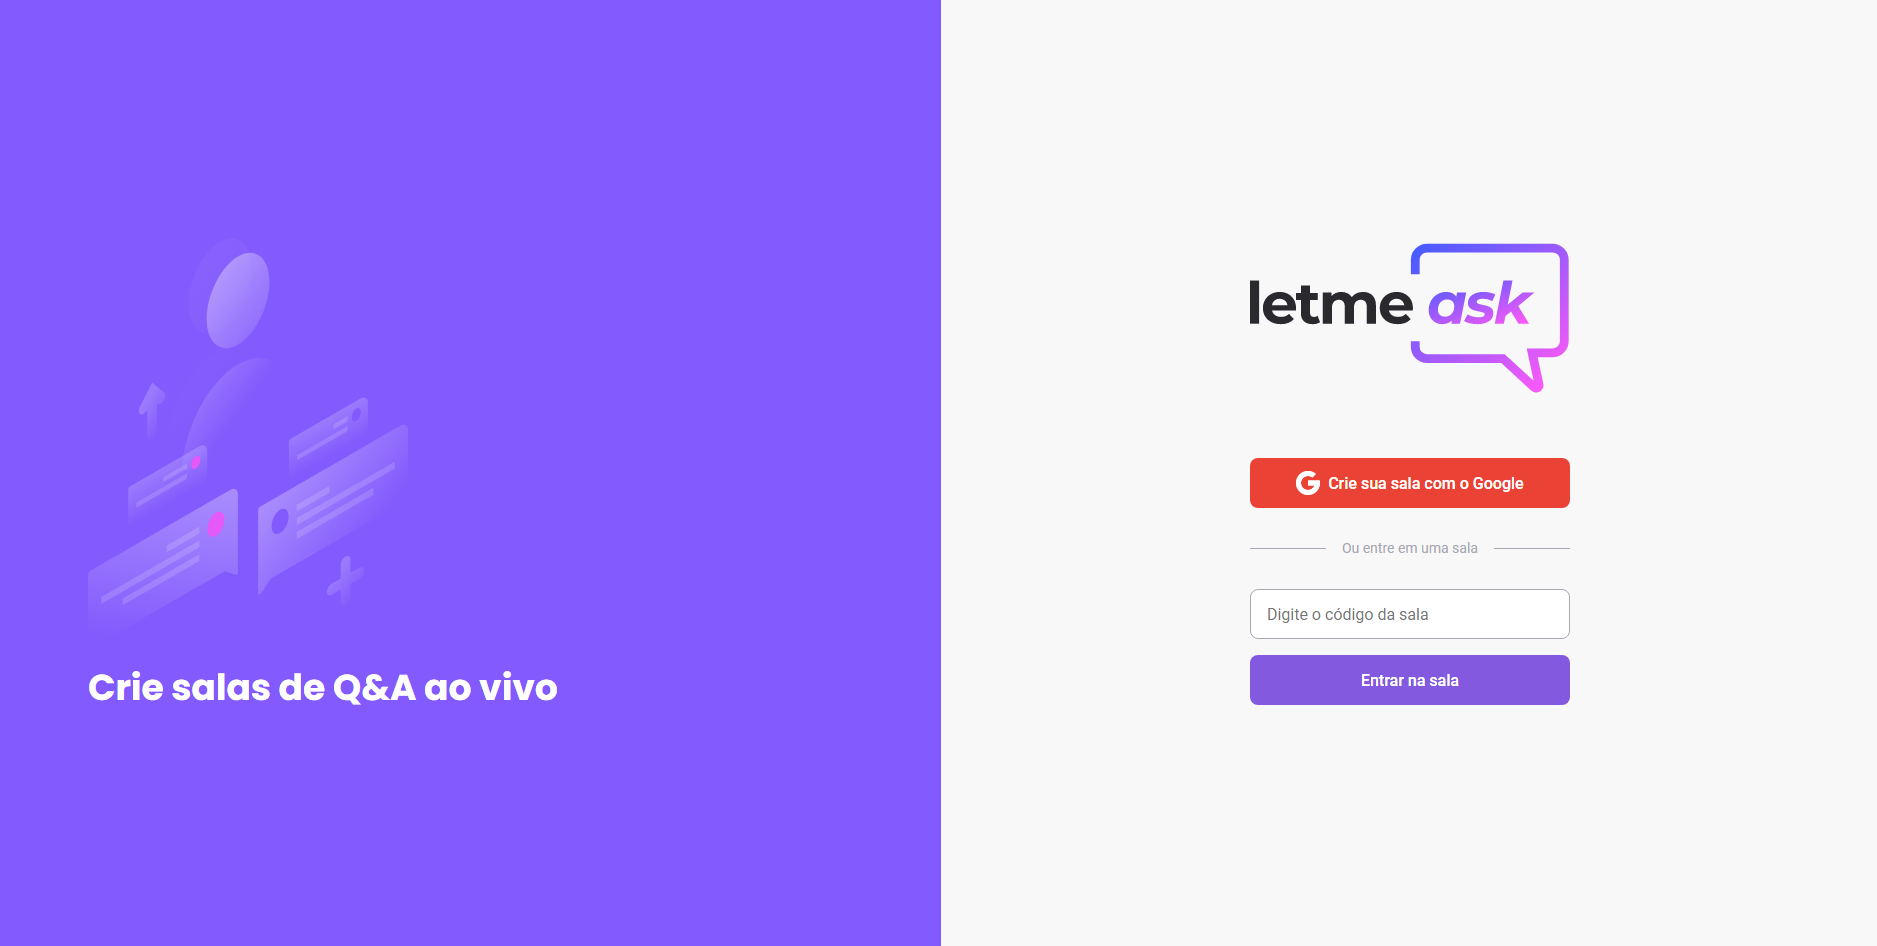 Crie salas de Q&A ao vivo
letme ask
Crie sua sala com o Google
Ou entre em uma sala
Digite o código da sala
Entrar na sala